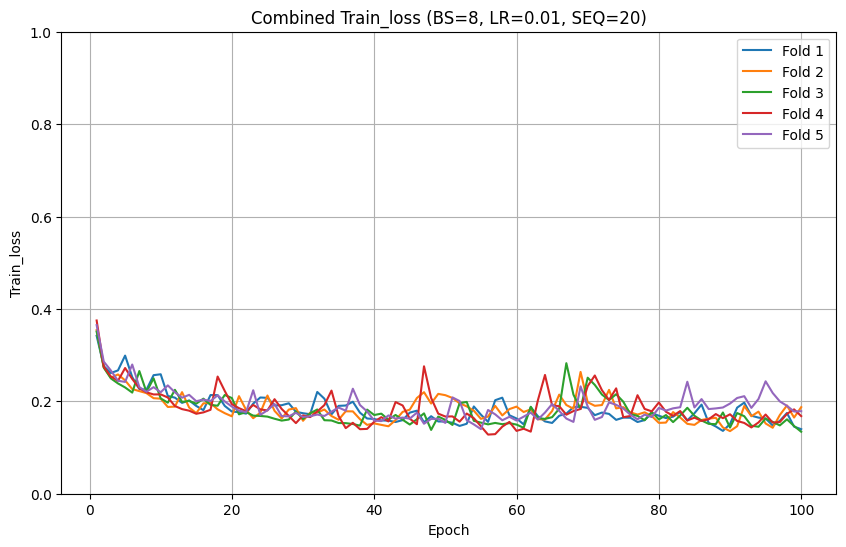 Combined Train_loss (BS=8, LR=0.01, SEQ=20)
Train_loss
1.0
0.8
0.6
0.4
0.2
0.0
Fold 1
Fold 2
Fold 3
Fold 4
Fold 5
0 20 40 60 80 100
Epoch